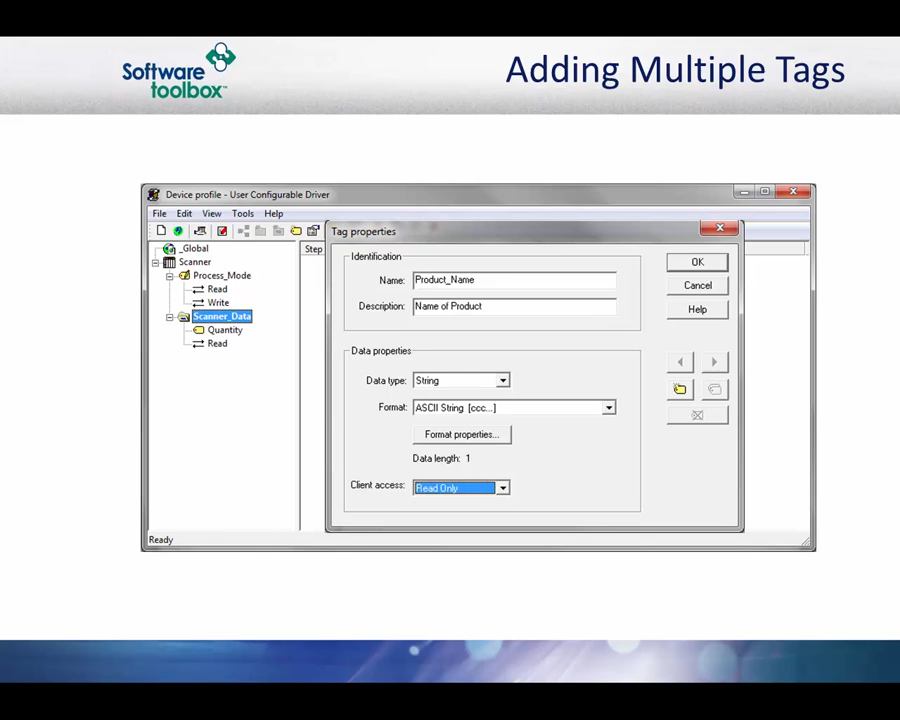 Software
toolbox™
Adding Multiple Tags
Device profile - User Configurable Driver
File Edit View Tools Help
_Global
Scanner
Process_Mode
Read
Write
Scanner_Data
Quantity
Read
Step
Tag properties
Identification
Name: Product_Name
Description: Name of Product
OK
Cancel
Help
Data properties
Data type: String
Format: ASCII String [ccc...]
Format properties...
Data length: 1
Client access: Read Only
Ready